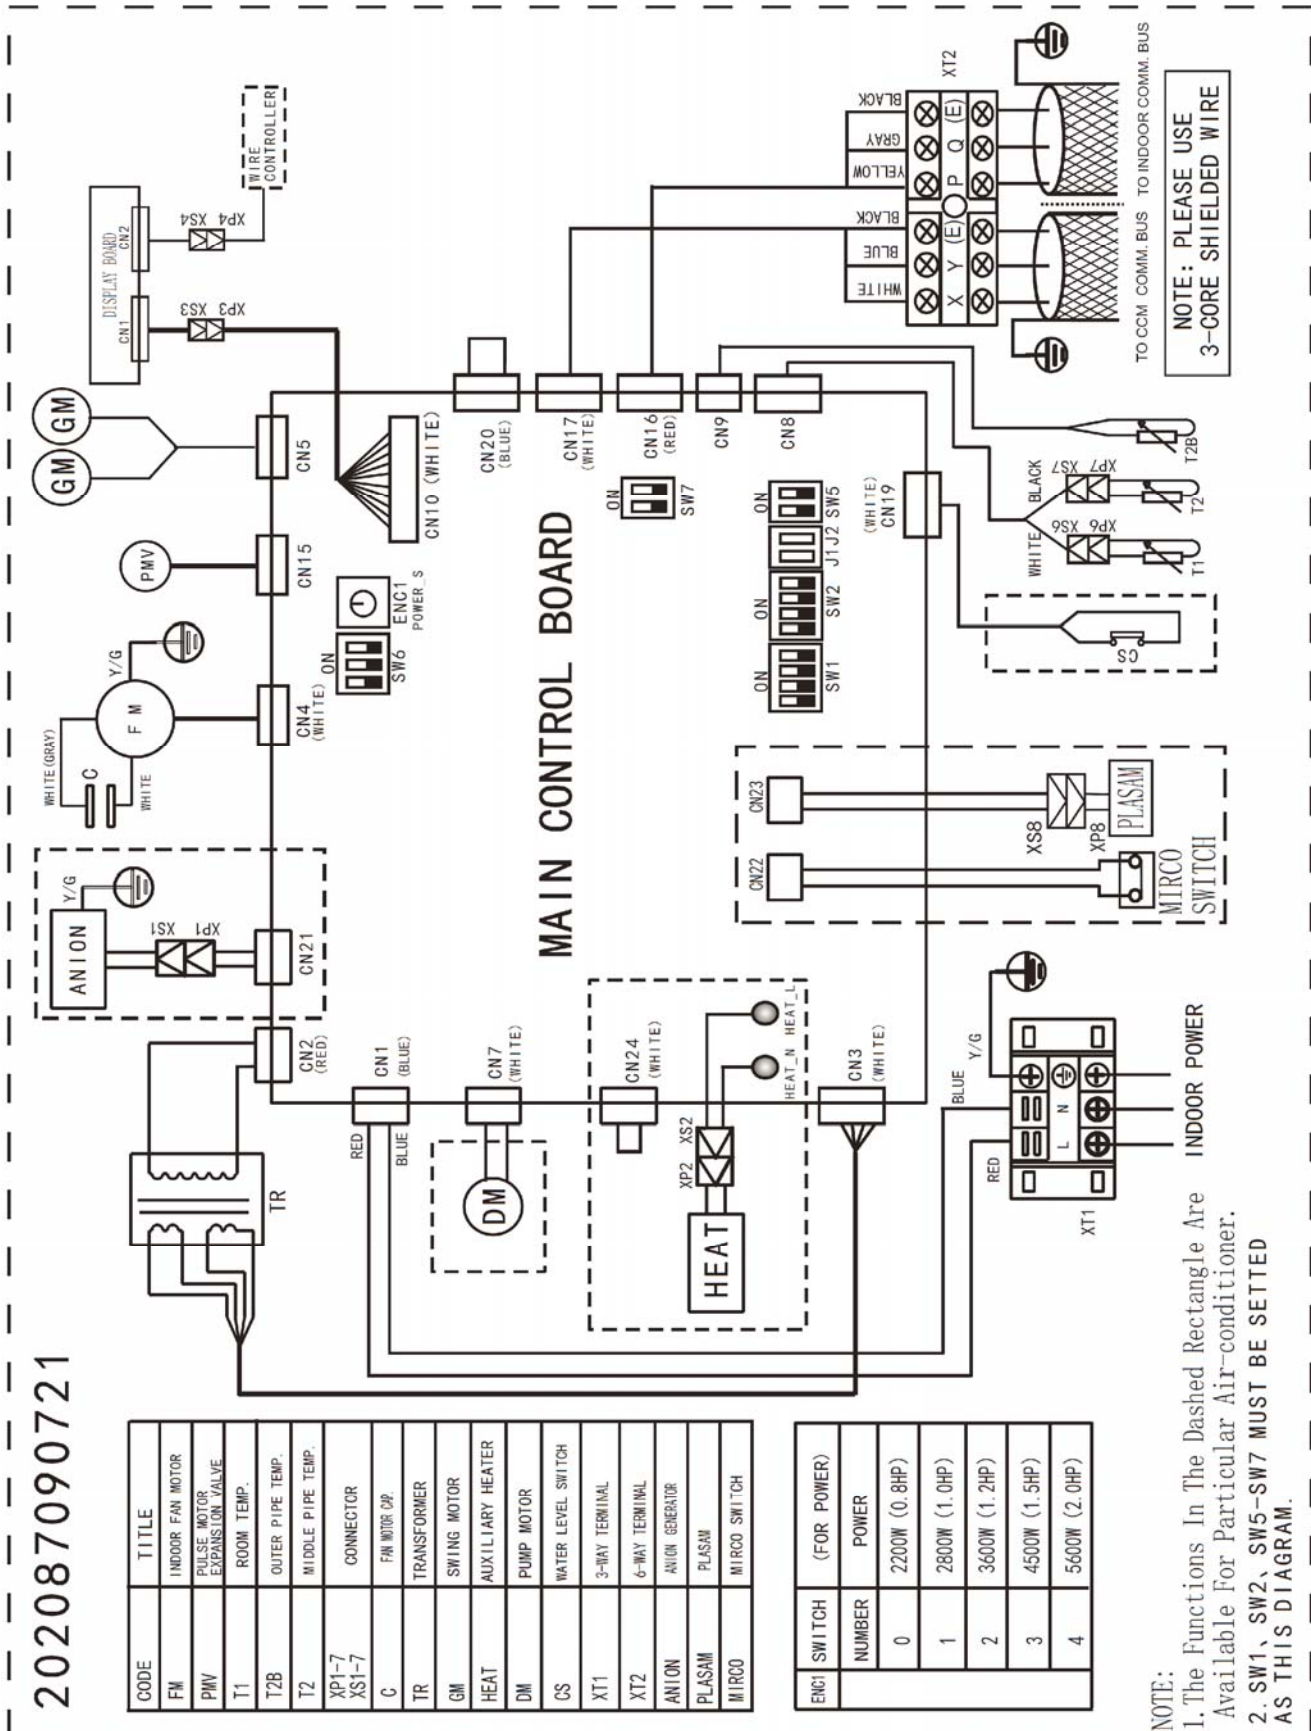 202087090721
CODE TITLE
FM INDOOR FAN MOTOR
PMV PULSE MOTOR
EXPANSION VALVE
T1 ROOM TEMP.
T2B OUTER PIPE TEMP.
T2 MIDDLE PIPE TEMP.
XP1-7
XS1-7
CONNECTOR
C FAN MOTOR CAP.
TR TRANSFORMER
GM SWING MOTOR
HEAT AUXILIARY HEATER
DM PUMP MOTOR
CS WATER LEVEL SWITCH
XT1 3-WAY TERMINAL
XT2 6-WAY TERMINAL
ANION ANION GENERATOR
PLASAM PLASAM
MIRCO MIRCO SWITCH
ENC1 SWITCH (FOR POWER)
NUMBER POWER
0 2200W (0.8HP)
1 2800W (1.0HP)
2 3600W (1.2HP)
3 4500W (1.5HP)
4 5600W (2.0HP)
NOTE:
1. The Functions In The Dashed Rectangle Are
Available For Particular Air-conditioner.
2. SW1、SW2、SW5-SW7 MUST BE SETTED
AS THIS DIAGRAM.
TR
ANION
Y/G
XS1
XP1
CN21
CN2
(RED)
WHITE(GRAY)
C
WHITE
F M
Y/G
CN4
(WHITE)
PMV
CN15
GM
GM
CN5
DISPLAY BOARD
CN1
CN2
XS3 XP3
XS4 XP4
WIRE
CONTROLLER
CN10 (WHITE)
ON
SW6
ENC1
POWER_S
RED
BLUE
CN1
(BLUE)
DM
CN7
(WHITE)
HEAT
XP2 XS2
CN24
(WHITE)
HEAT_N
HEAT_L
CN3
(WHITE)
MAIN CONTROL BOARD
CN20
(BLUE)
CN17
(WHITE)
CN16
(RED)
CN9
CN8
ON
SW7
ON
SW1
ON
SW2
J1J2
ON
SW5
(WHITE)
CN19
CN22
CN23
XS8
XP8
PLASAM
MIRCO
SWITCH
CS
WHITE
BLACK
XS6 XP6
XS7 XP7
T1
T2
T2B
RED
BLUE
Y/G
L N
XT1
INDOOR POWER
WHITE
BLUE
BLACK
YELLOW
GRAY
BLACK
X Y (E) P Q (E)
XT2
TO CCM COMM. BUS
TO INDOOR COMM. BUS
NOTE: PLEASE USE
3-CORE SHIELDED WIRE